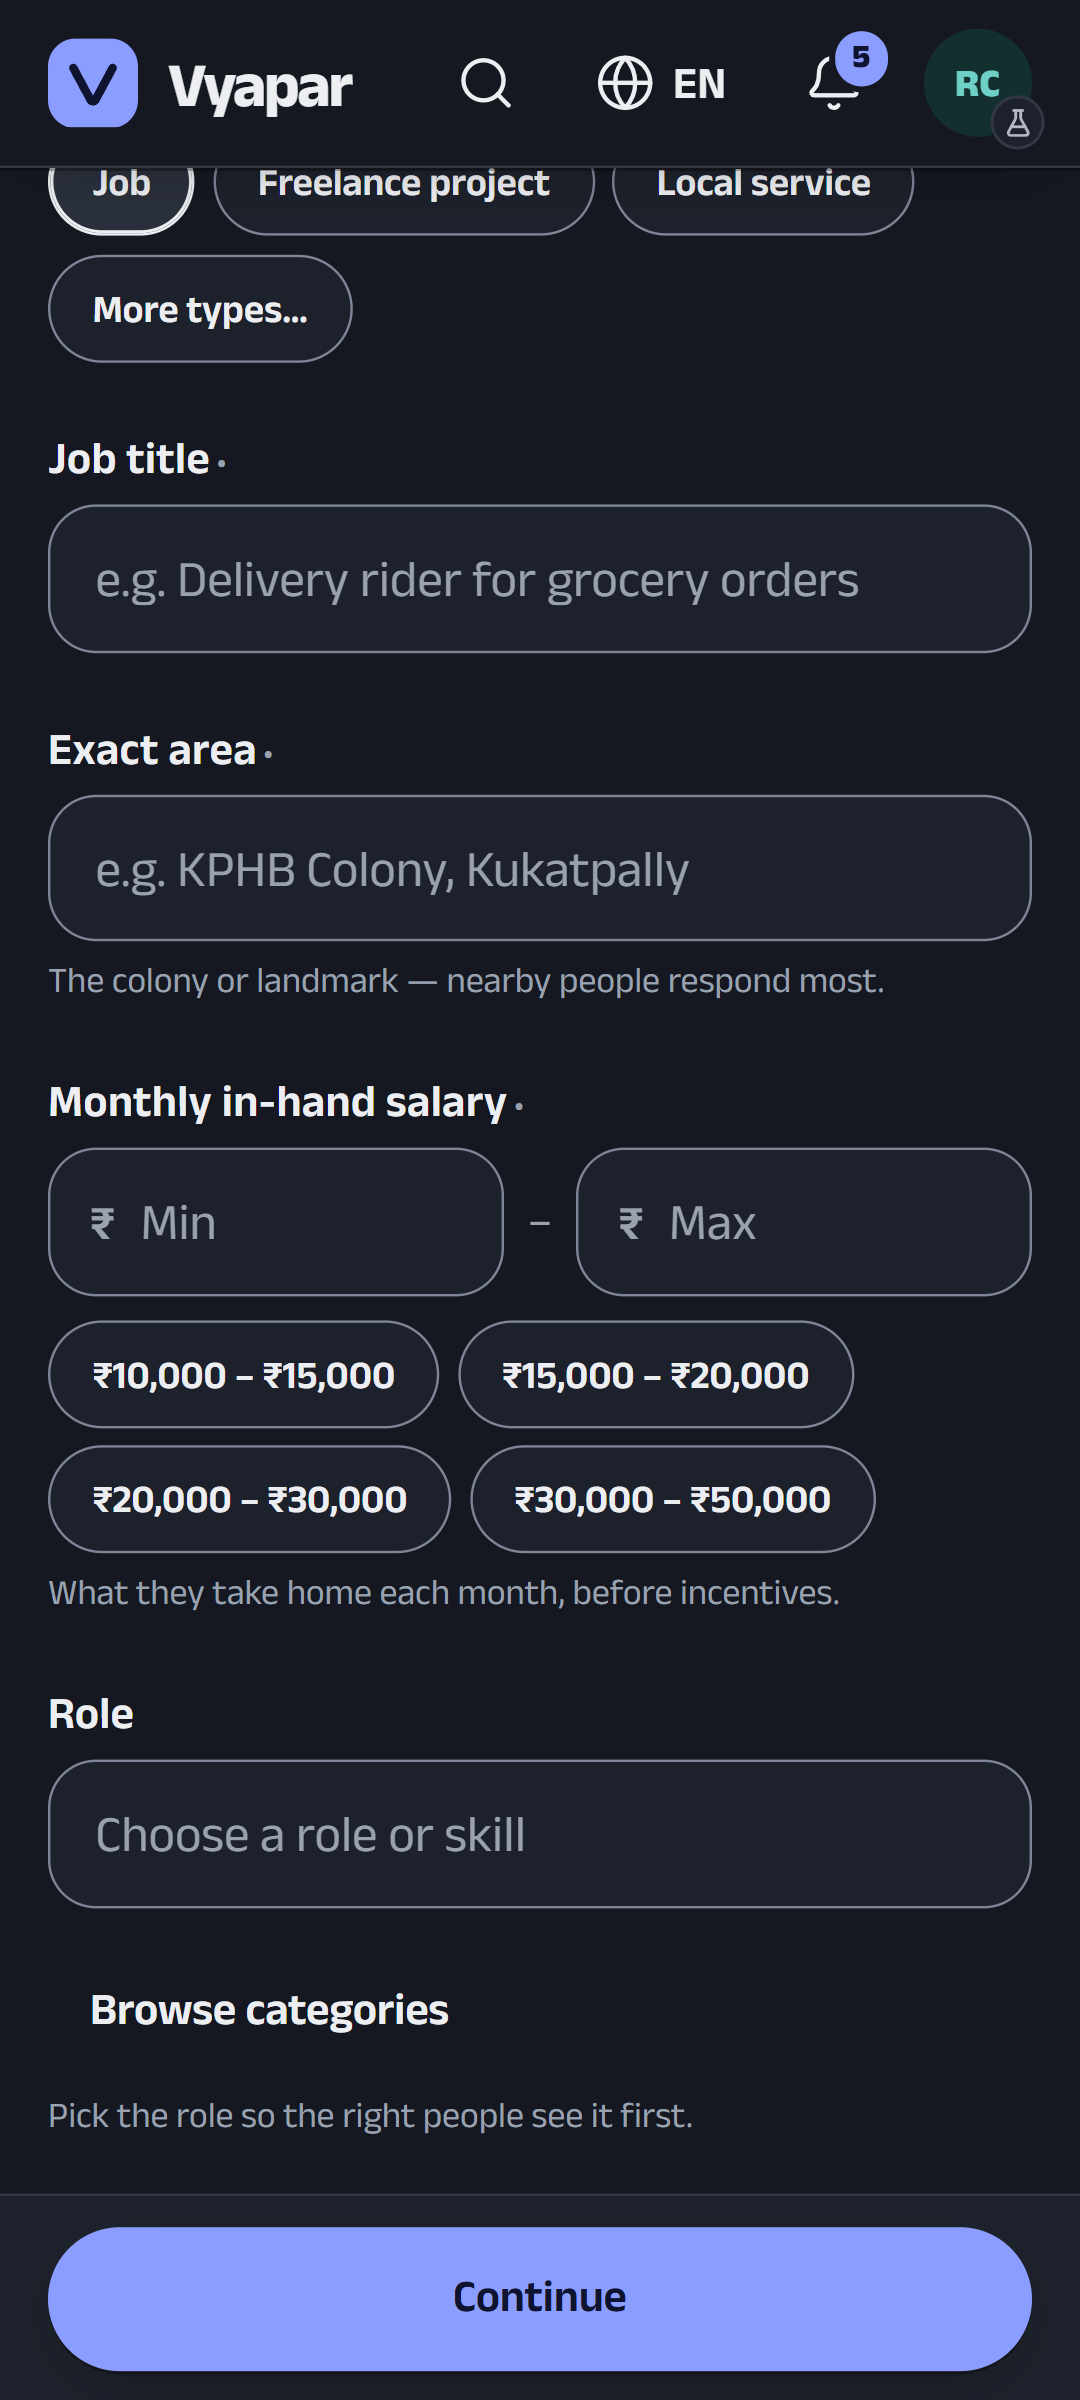 Vyapar
EN
5
RC
Job
Freelance project
Local service
More types...
Job title •
e.g. Delivery rider for grocery orders
Exact area •
e.g. KPHB Colony, Kukatpally
The colony or landmark — nearby people respond most.
Monthly in-hand salary •
₹ Min – ₹ Max
₹10,000 – ₹15,000
₹15,000 – ₹20,000
₹20,000 – ₹30,000
₹30,000 – ₹50,000
What they take home each month, before incentives.
Role
Choose a role or skill
Browse categories
Pick the role so the right people see it first.
Continue